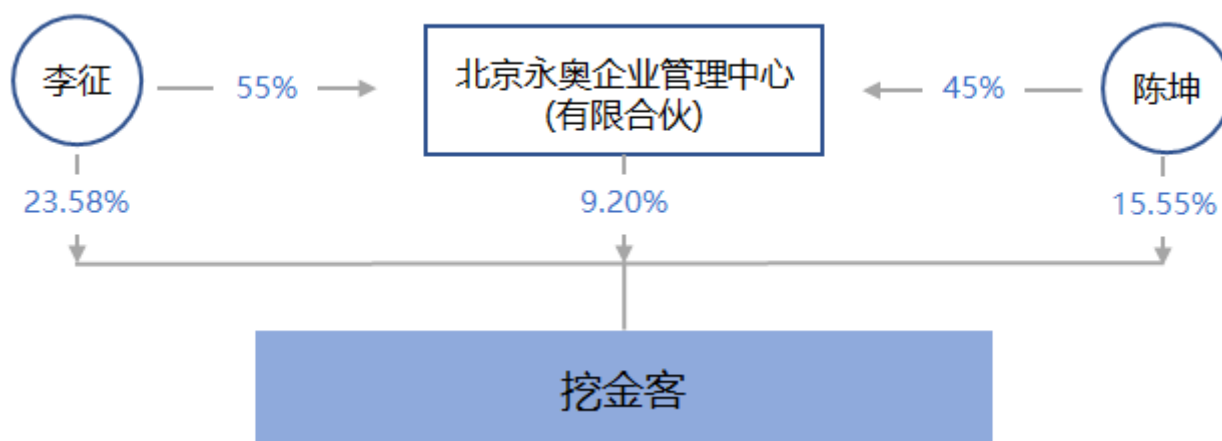 李征
55%
北京永奥企业管理中心
(有限合伙)
45%
陈坤
23.58%
9.20%
15.55%
挖金客